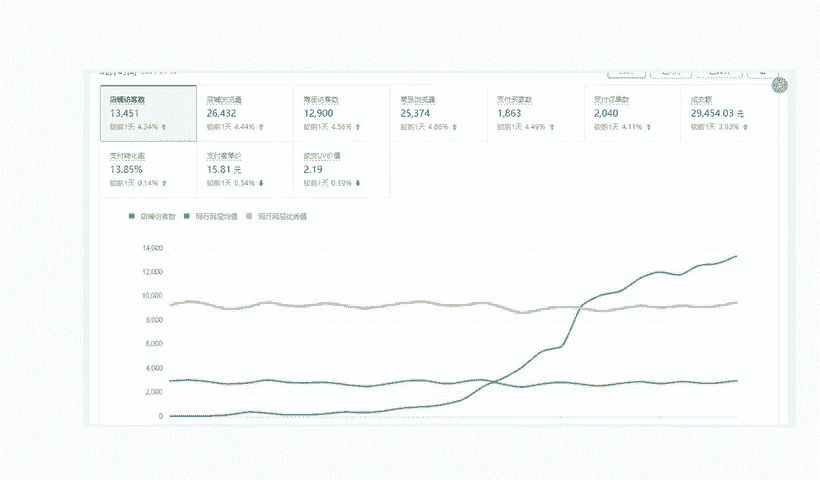 店铺访客数 店铺浏览量 商品访客数 商品浏览量 支付买家数 支付订单数 成交额
13,451 26,432 12,900 25,374 1,863 2,040 29,454.03 元
较前1天 4.34% 较前1天 4.44% 较前1天 4.56% 较前1天 4.66% 较前1天 4.49% 较前1天 4.11% 较前1天 3.93%
支付转化率 支付客单价 成交UV价值
13.85% 15.81 元 2.19
较前1天 0.14% 较前1天 0.54% 较前1天 0.39%
店铺访客数 同行同层均值 同行同层优秀值
14,000
12,000
10,000
8,000
6,000
4,000
2,000
0